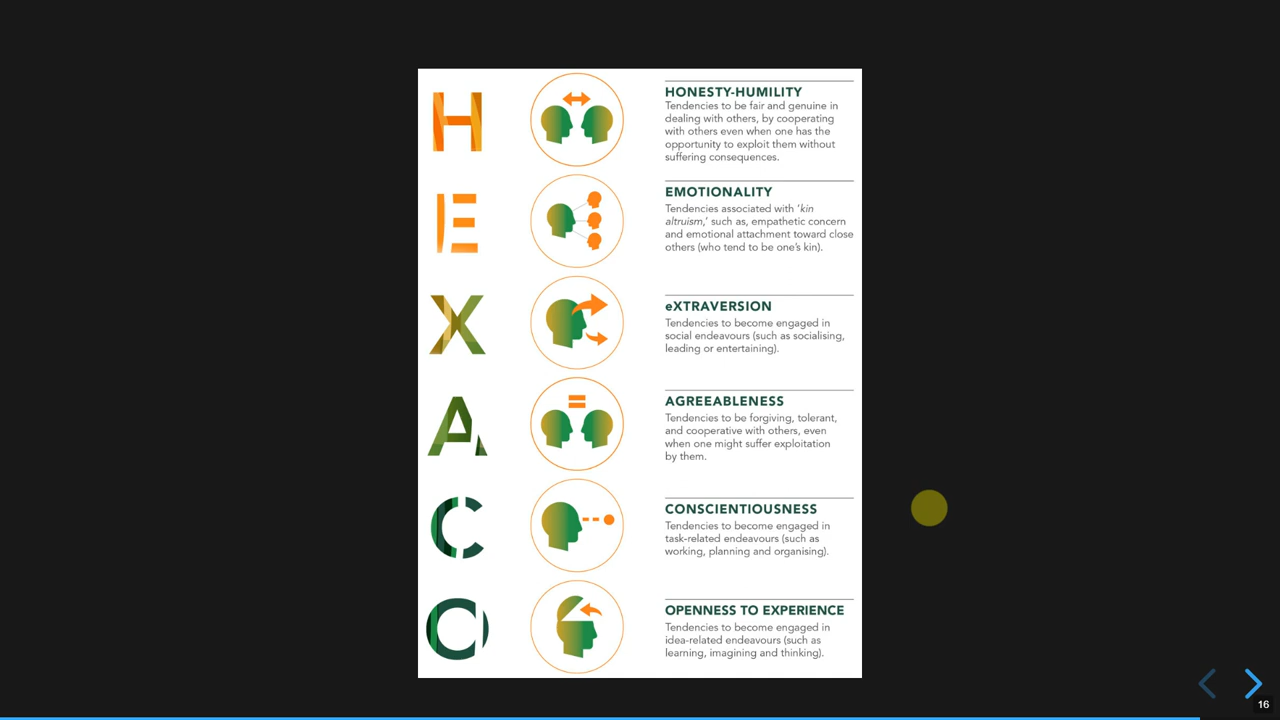 H
HONESTY-HUMILITY
Tendencies to be fair and genuine in
dealing with others, by cooperating
with others even when one has the
opportunity to exploit them without
suffering consequences.
E
EMOTIONALITY
Tendencies associated with ‘kin
altruism,’ such as, empathetic concern
and emotional attachment toward close
others (who tend to be one’s kin).
X
eXTRAVERSION
Tendencies to become engaged in
social endeavours (such as socialising,
leading or entertaining).
A
AGREEABLENESS
Tendencies to be forgiving, tolerant,
and cooperative with others, even
when one might suffer exploitation
by them.
C
CONSCIENTIOUSNESS
Tendencies to become engaged in
task-related endeavours (such as
working, planning and organising).
O
OPENNESS TO EXPERIENCE
Tendencies to become engaged in
idea-related endeavours (such as
learning, imagining and thinking).
16